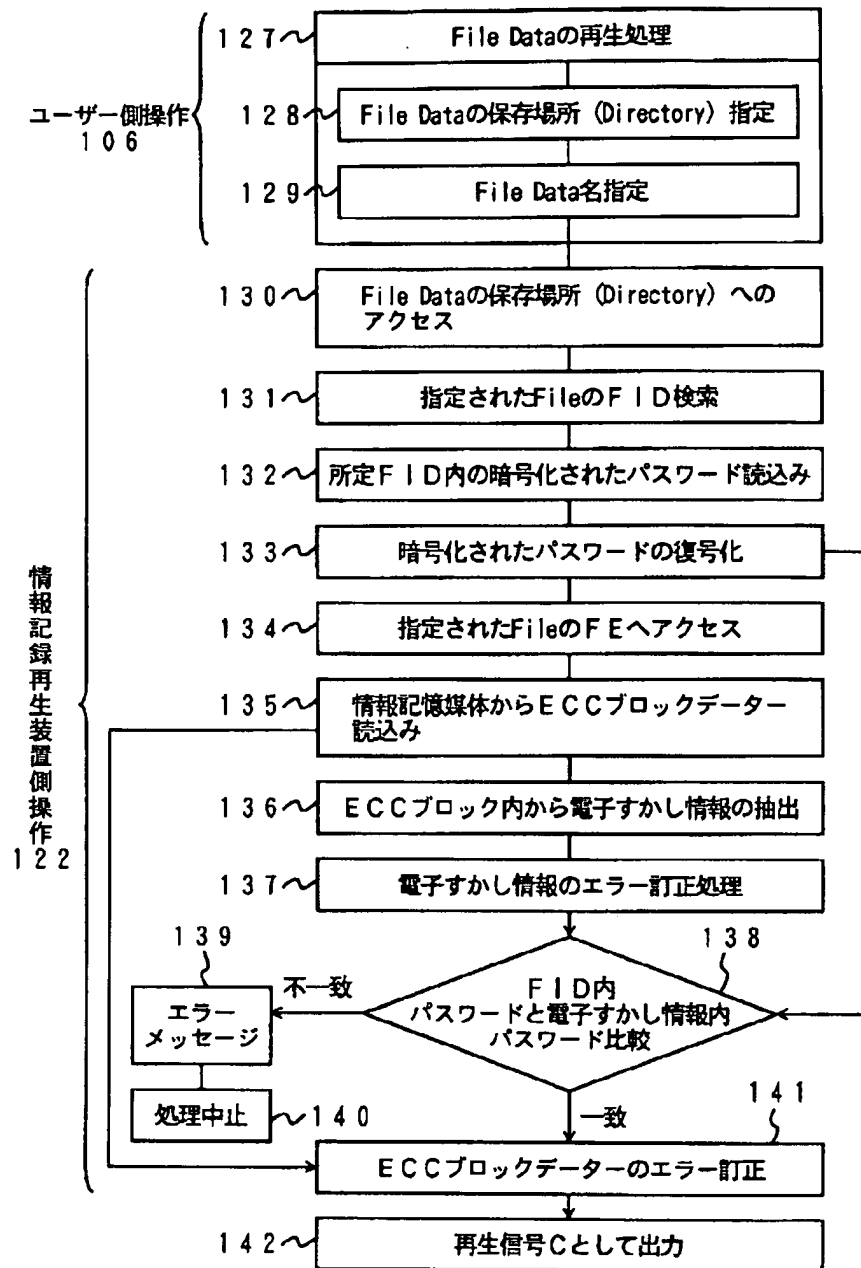 127 File Dataの再生処理
128 File Dataの保存場所 (Directory) 指定
ユーザー側操作
106
129 File Data名指定
130 File Dataの保存場所 (Directory) への
アクセス
131 指定されたFileのFID検索
132 所定FID内の暗号化されたパスワード読込み
133 暗号化されたパスワードの復号化
134 指定されたFileのFEへアクセス
135 情報記憶媒体からECCブロックデーター
読込み
情報記録再生装置側操作
122
136 ECCブロック内から電子すかし情報の抽出
137 電子すかし情報のエラー訂正処理
138
FID内
パスワードと電子すかし情報内
パスワード比較
不一致
139
エラー
メッセージ
処理中止 140
一致
141
ECCブロックデーターのエラー訂正
142 再生信号Cとして出力